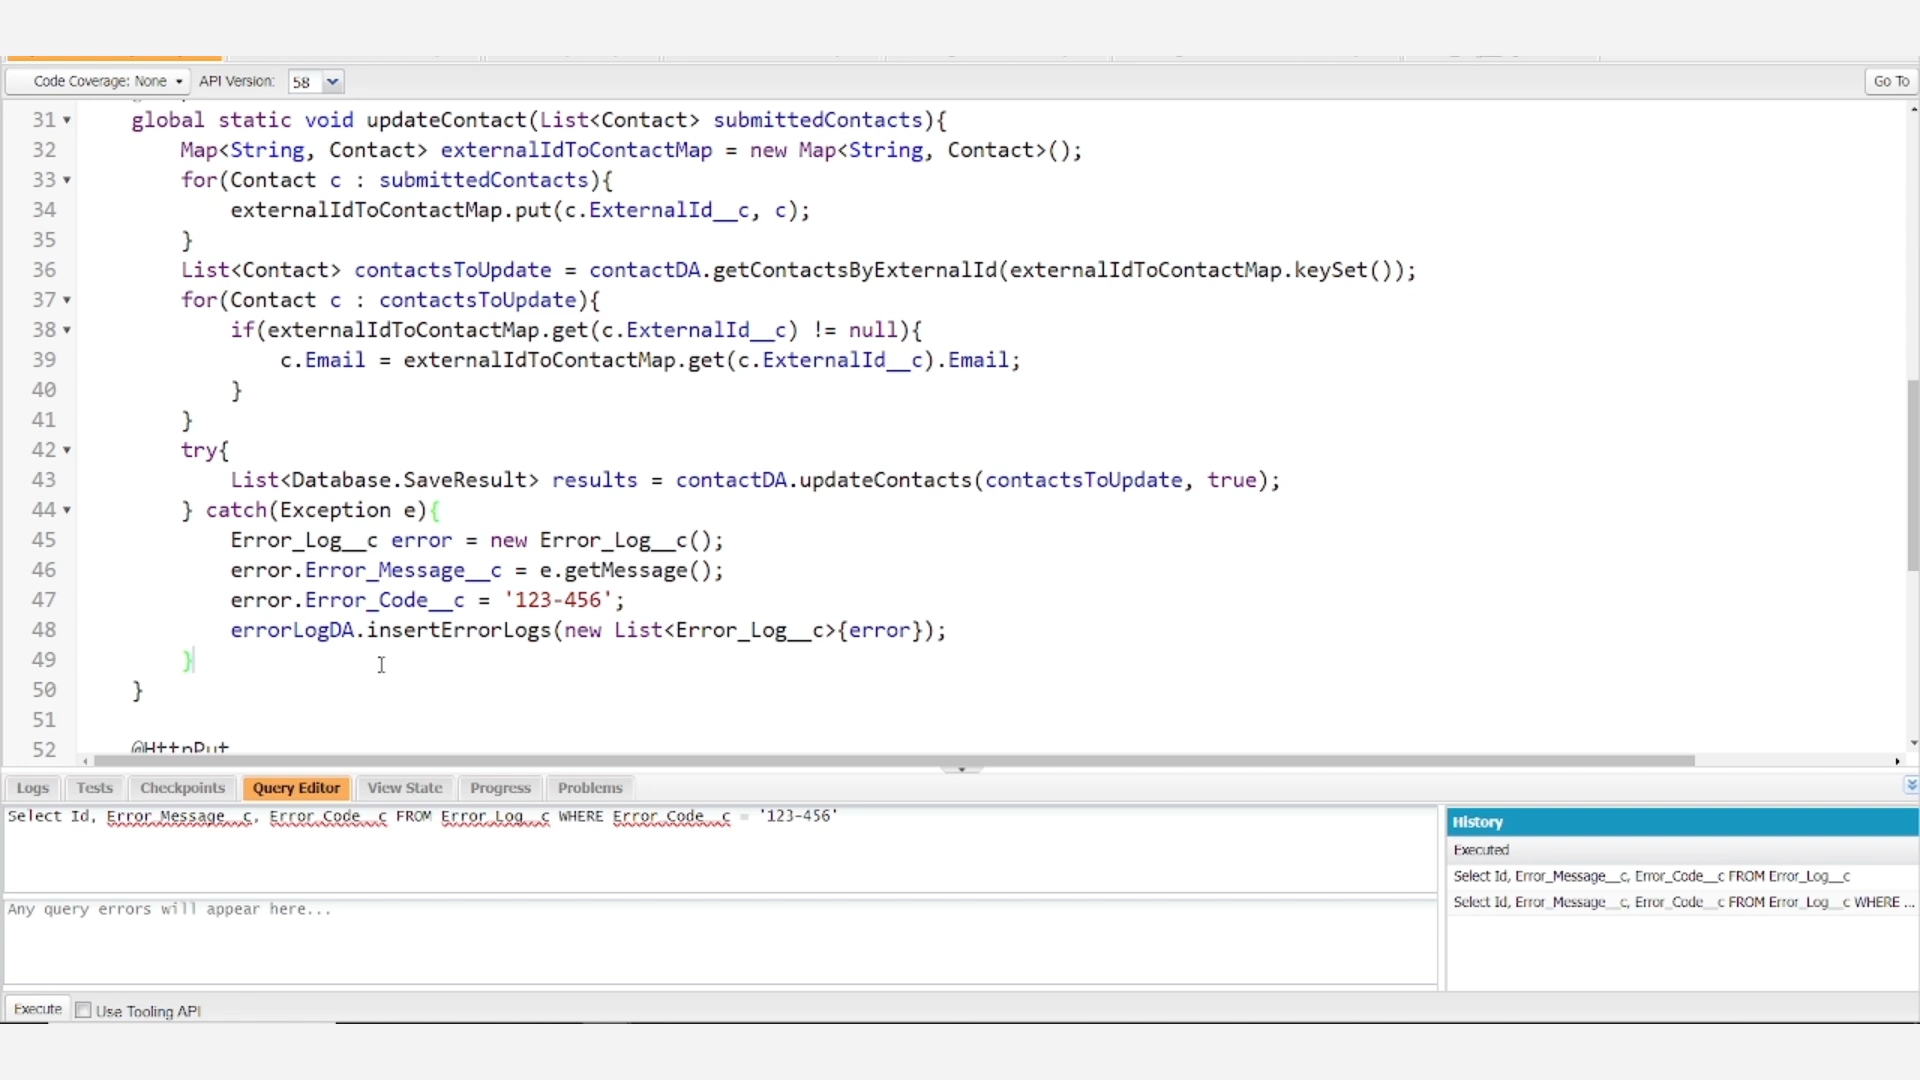 Code Coverage: None API Version: 58 Go To
31 global static void updateContact(List<Contact> submittedContacts){
32 Map<String, Contact> externalIdToContactMap = new Map<String, Contact>();
33 for(Contact c : submittedContacts){
34 externalIdToContactMap.put(c.ExternalId__c, c);
35 }
36 List<Contact> contactsToUpdate = contactDA.getContactsByExternalId(externalIdToContactMap.keySet());
37 for(Contact c : contactsToUpdate){
38 if(externalIdToContactMap.get(c.ExternalId__c) != null){
39 c.Email = externalIdToContactMap.get(c.ExternalId__c).Email;
40 }
41 }
42 try{
43 List<Database.SaveResult> results = contactDA.updateContacts(contactsToUpdate, true);
44 } catch(Exception e){
45 Error_Log__c error = new Error_Log__c();
46 error.Error_Message__c = e.getMessage();
47 error.Error_Code__c = '123-456';
48 errorLogDA.insertErrorLogs(new List<Error_Log__c>{error});
49 }
50 }
51
52 @HttpPut
Logs Tests Checkpoints Query Editor View State Progress Problems
Select Id, Error_Message__c, Error_Code__c FROM Error_Log__c WHERE Error_Code__c = '123-456'
Any query errors will appear here...
History
Executed
Select Id, Error_Message__c, Error_Code__c FROM Error_Log__c
Select Id, Error_Message__c, Error_Code__c FROM Error_Log__c WHERE ...
Execute Use Tooling API